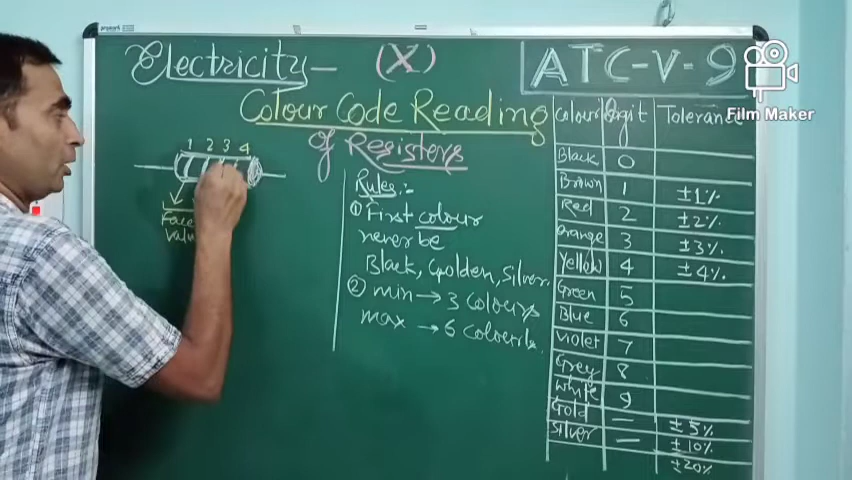 Electricity - (X)
ATC-V-9
Colour Code Reading
of Registers
1 2 3 4
Face
Rules:-
① First colour
never be
Black, Golden, Silver.
② min → 3 Colours
max → 6
Colour Digit Tolerance
Black 0
Brown 1 ±1%
Red 2 ±2%
Orange 3 ±3%
Yellow 4 ±4%
Green 5
Blue 6
Violet 7
Grey 8
White 9
Gold — ±5%
Silver — ±10%
±20%
Film Maker